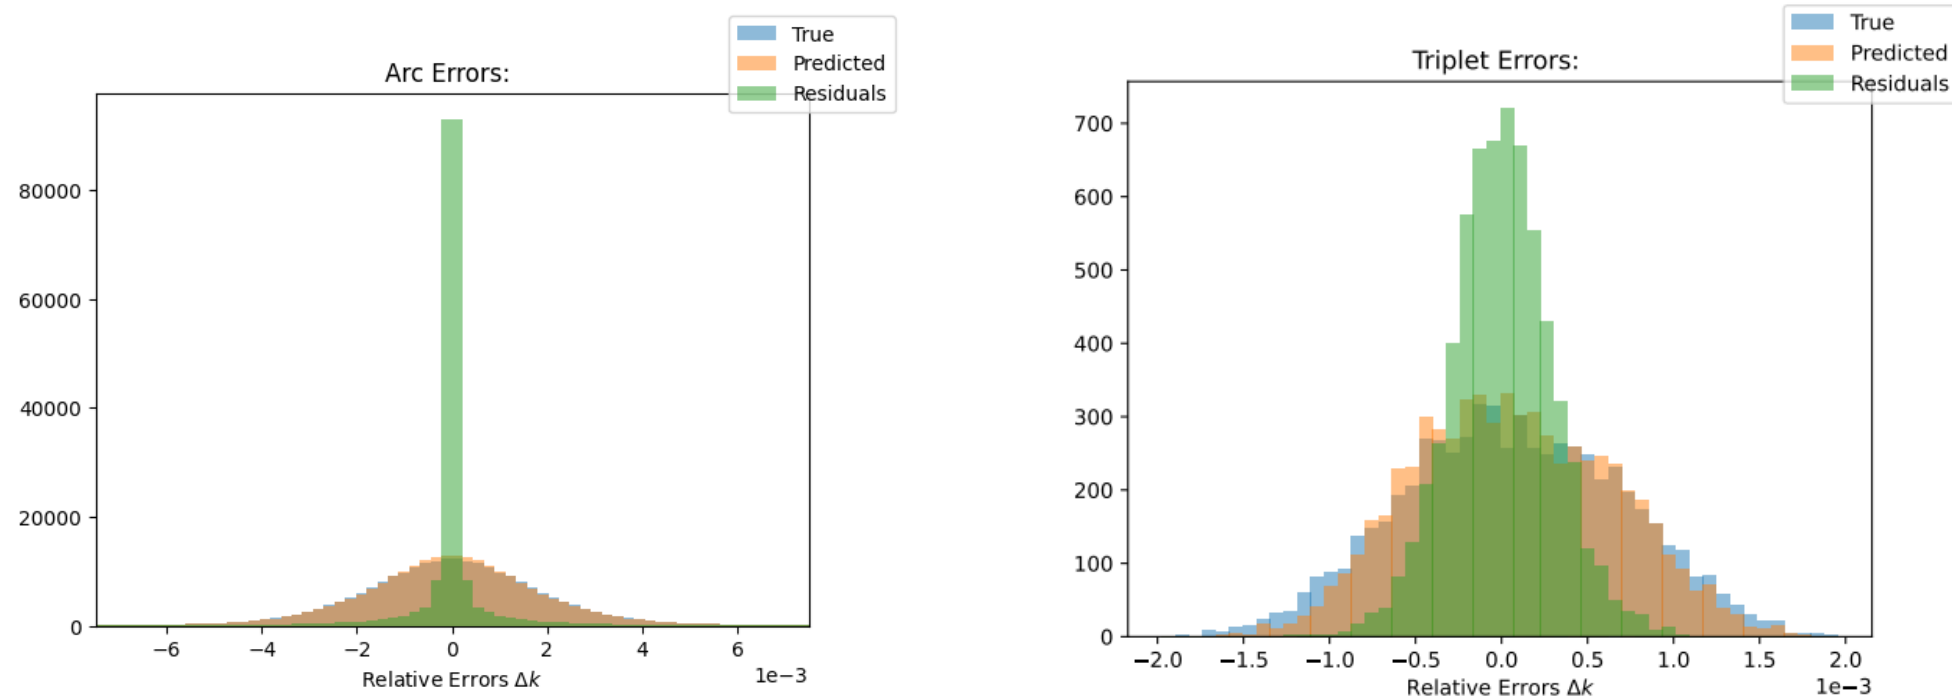 Arc Errors:
True
Predicted
Residuals
80000
60000
40000
20000
0
−6 −4 −2 0 2 4 6
1e−3
Relative Errors Δk
Triplet Errors:
True
Predicted
Residuals
700
600
500
400
300
200
100
0
−2.0 −1.5 −1.0 −0.5 0.0 0.5 1.0 1.5 2.0
1e−3
Relative Errors Δk